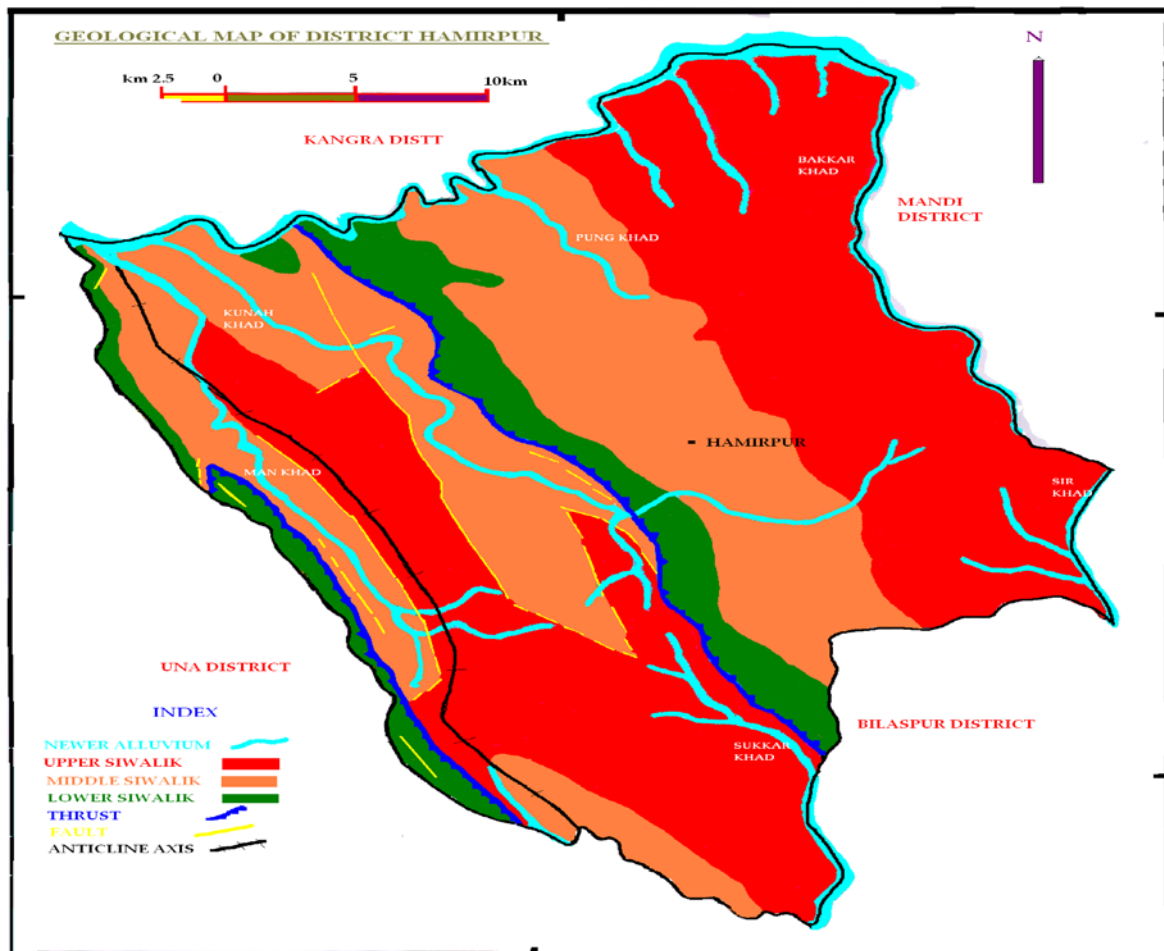 GEOLOGICAL MAP OF DISTRICT HAMIRPUR
N
km 2.5 0 5 10km
KANGRA DISTT
BAKKAR
KHAD
MANDI
DISTRICT
PUNG KHAD
KUNAH
KHAD
HAMIRPUR
MAN KHAD
SIR
KHAD
UNA DISTRICT
INDEX
BILASPUR DISTRICT
SUKKAR
KHAD
NEWER ALLUVIUM
UPPER SIWALIK
MIDDLE SIWALIK
LOWER SIWALIK
THRUST
FAULT
ANTICLINE AXIS